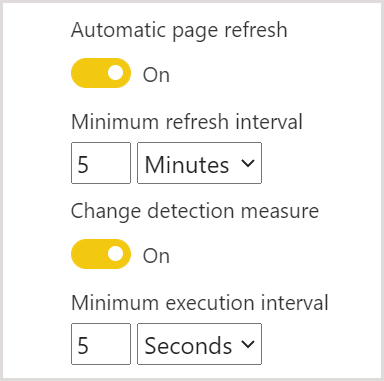 Automatic page refresh
On
Minimum refresh interval
5 Minutes
Change detection measure
On
Minimum execution interval
5 Seconds